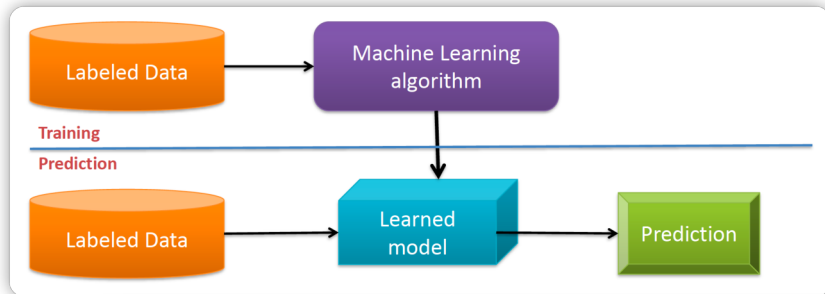 Labeled Data
Machine Learning
algorithm
Training
Prediction
Labeled Data
Learned
model
Prediction